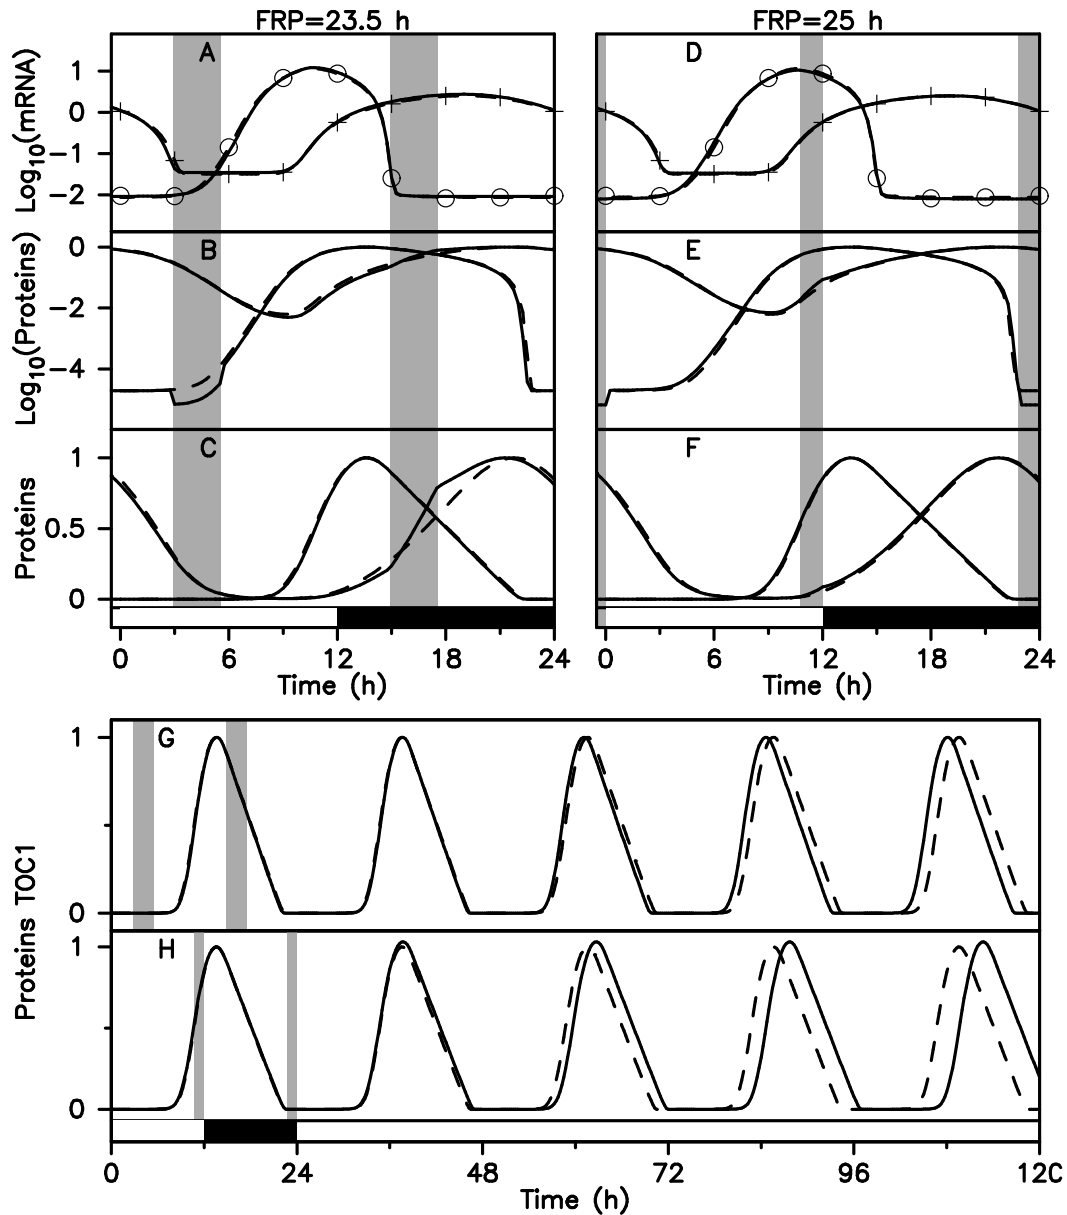 FRP=23.5 h
FRP=25 h
A
D
Log10(mRNA)
1
0
−1
−2
B
E
Log10(Proteins)
0
−2
−4
C
F
Proteins
1
0.5
0
0 6 12 18 24
0 6 12 18 24
Time (h)
Time (h)
G
1
0
Proteins TOC1
H
1
0
0 24 48 72 96 12C
Time (h)